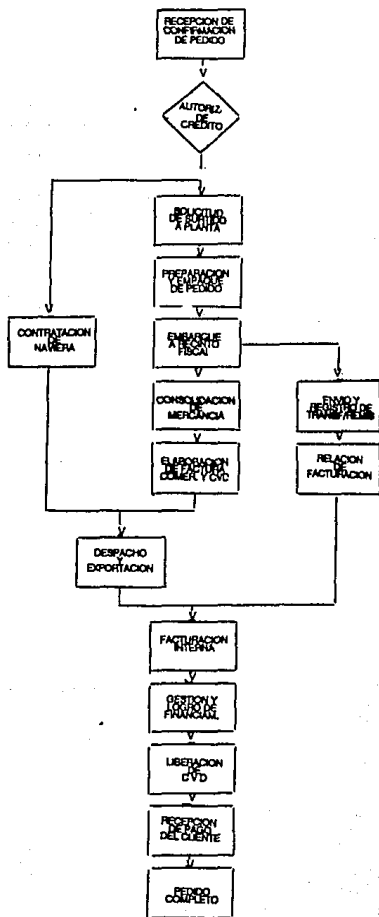 RECEPCION DE
CONFIRMACION
DE PEDIDO
AUTORIZ.
DE
CREDITO
SOLICITUD
DE SURTIDO
A PLANTA
PREPARACION
Y EMPAQUE
DE PEDIDO
CONTRATACION
DE
NAVIERA
EMBARQUE
A RECINTO
FISCAL
CONSOLIDACION
DE
MERCANCIA
ENVIO Y
REGISTRO DE
ELABORACION
DE FACTURA
COMER. Y CVC
RELACION
DE
FACTURACION
DESPACHO
Y
EXPORTACION
FACTURACION
INTERNA
GESTION Y
LOGRO DE
FINANCIAM.
LIBERACION
DE
RECEPCION
DE PAGO
DEL CLIENTE
PEDIDO
COMPLETO